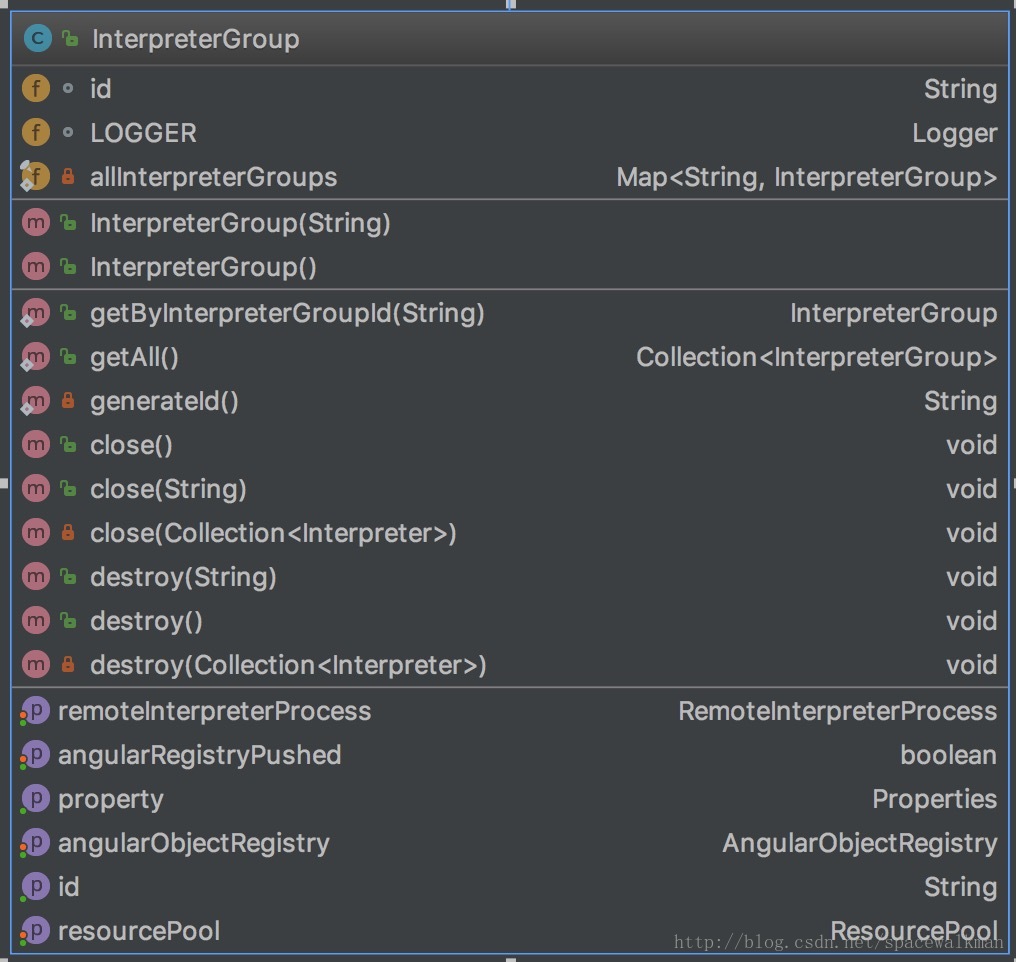 C InterpreterGroup
f id String
f LOGGER Logger
f allInterpreterGroups Map<String, InterpreterGroup>
m InterpreterGroup(String)
m InterpreterGroup()
m getByInterpreterGroupId(String) InterpreterGroup
m getAll() Collection<InterpreterGroup>
m generateId() String
m close() void
m close(String) void
m close(Collection<Interpreter>) void
m destroy(String) void
m destroy() void
m destroy(Collection<Interpreter>) void
p remoteInterpreterProcess RemoteInterpreterProcess
p angularRegistryPushed boolean
p property Properties
p angularObjectRegistry AngularObjectRegistry
p id String
p resourcePool ResourcePool
http://blog.csdn.net/spacewalkman